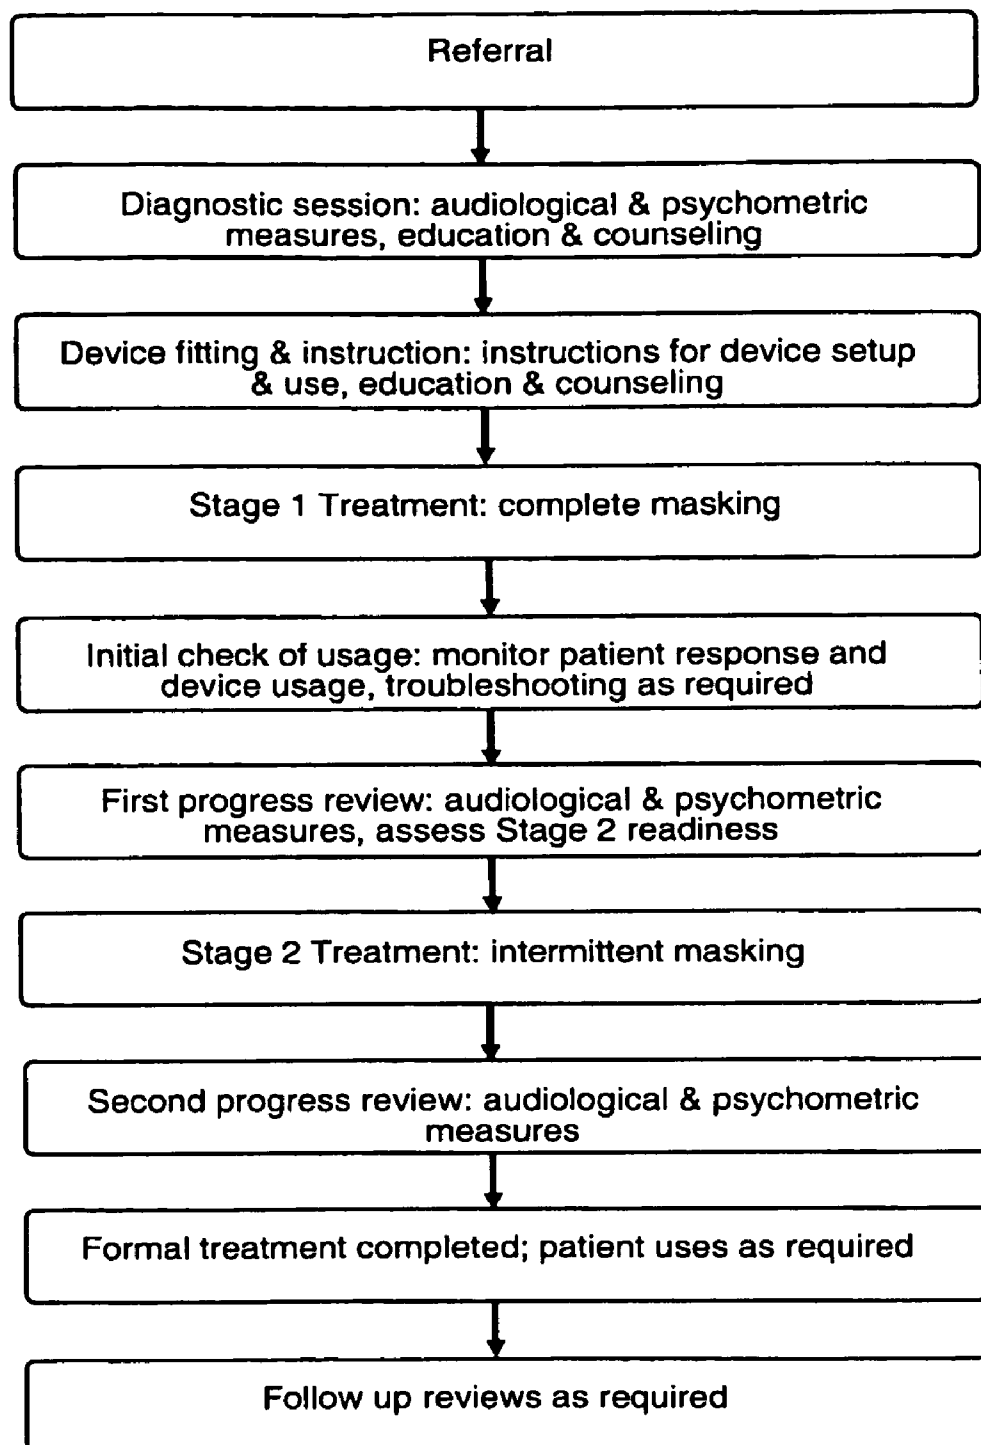 Referral
Diagnostic session: audiological & psychometric
measures, education & counseling
Device fitting & instruction: instructions for device setup
& use, education & counseling
Stage 1 Treatment: complete masking
Initial check of usage: monitor patient response and
device usage, troubleshooting as required
First progress review: audiological & psychometric
measures, assess Stage 2 readiness
Stage 2 Treatment: intermittent masking
Second progress review: audiological & psychometric
measures
Formal treatment completed; patient uses as required
Follow up reviews as required